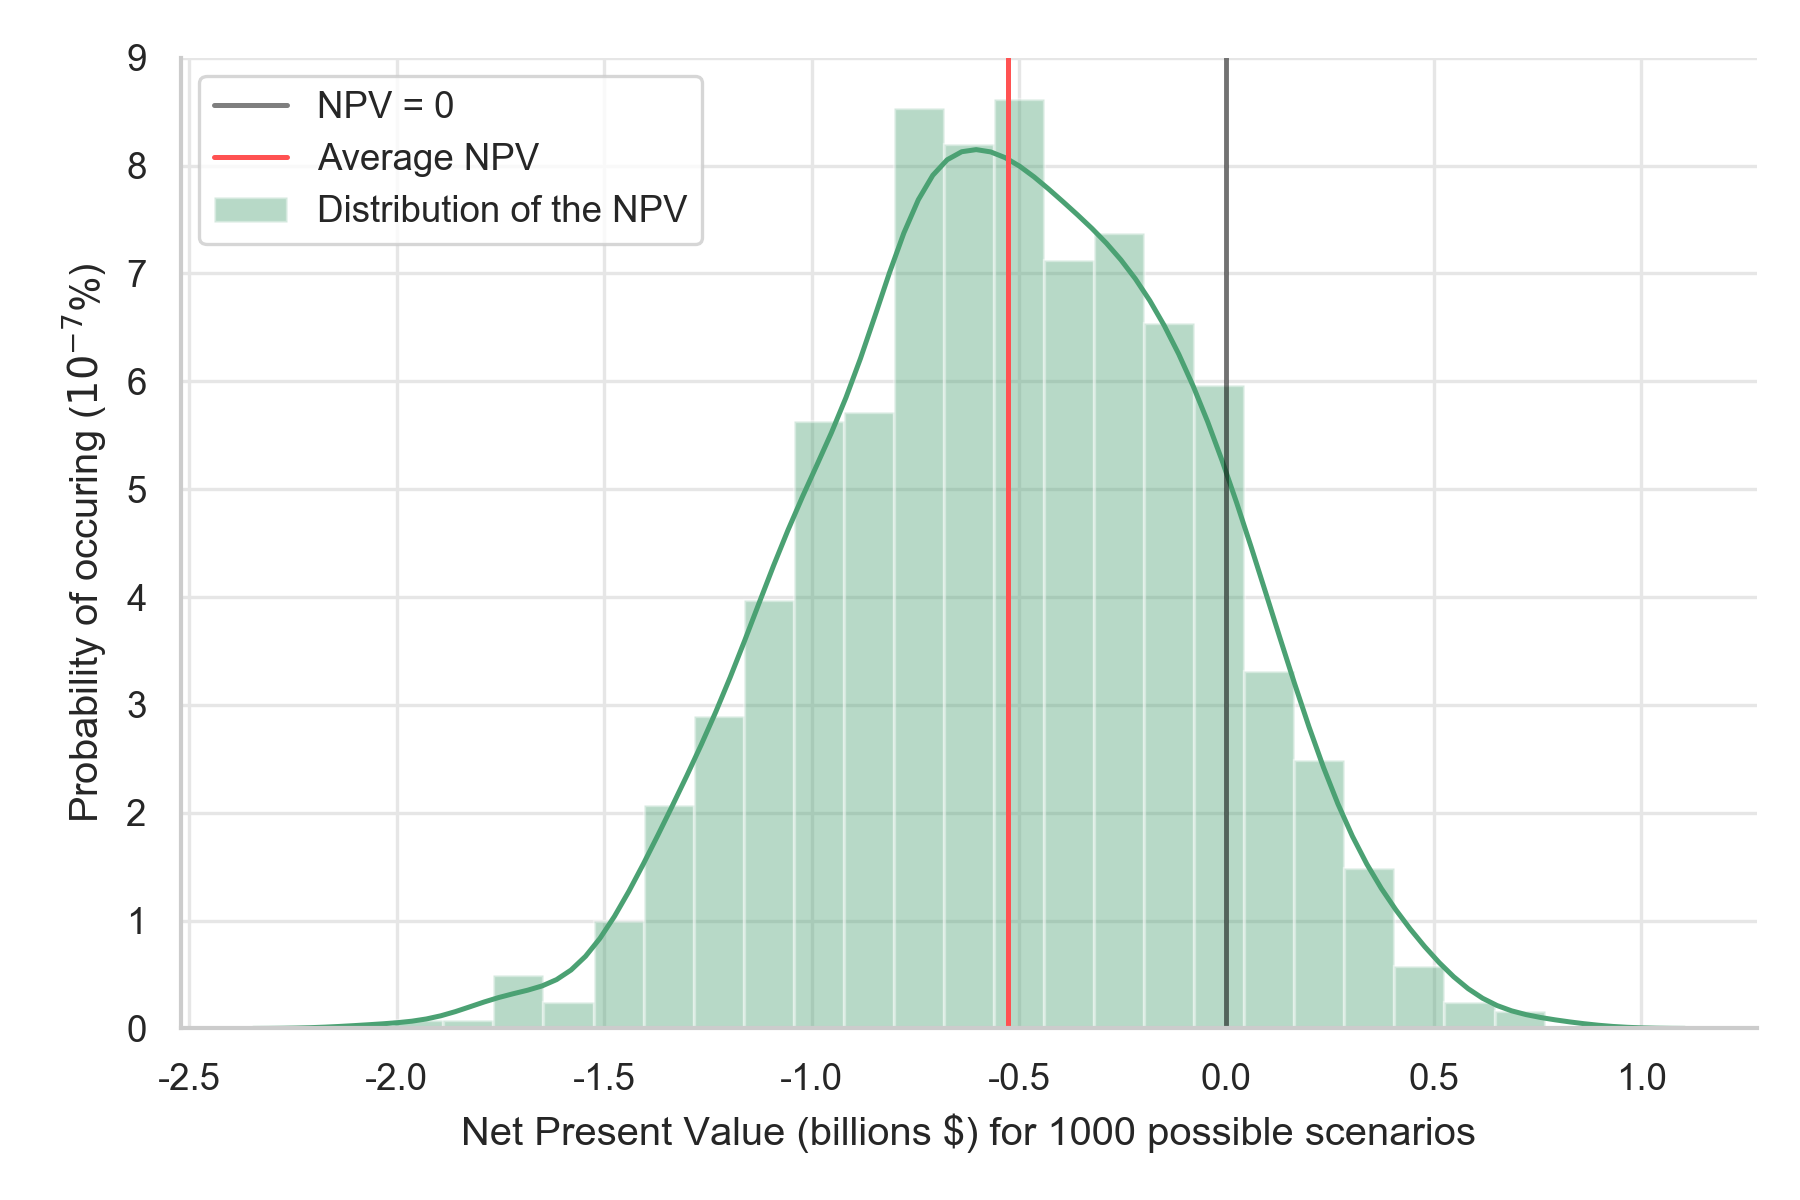 9
8
7
6
5
4
3
2
1
0
Probability of occuring (10⁻⁷%)
NPV = 0
Average NPV
Distribution of the NPV
-2.5 -2.0 -1.5 -1.0 -0.5 0.0 0.5 1.0
Net Present Value (billions $) for 1000 possible scenarios